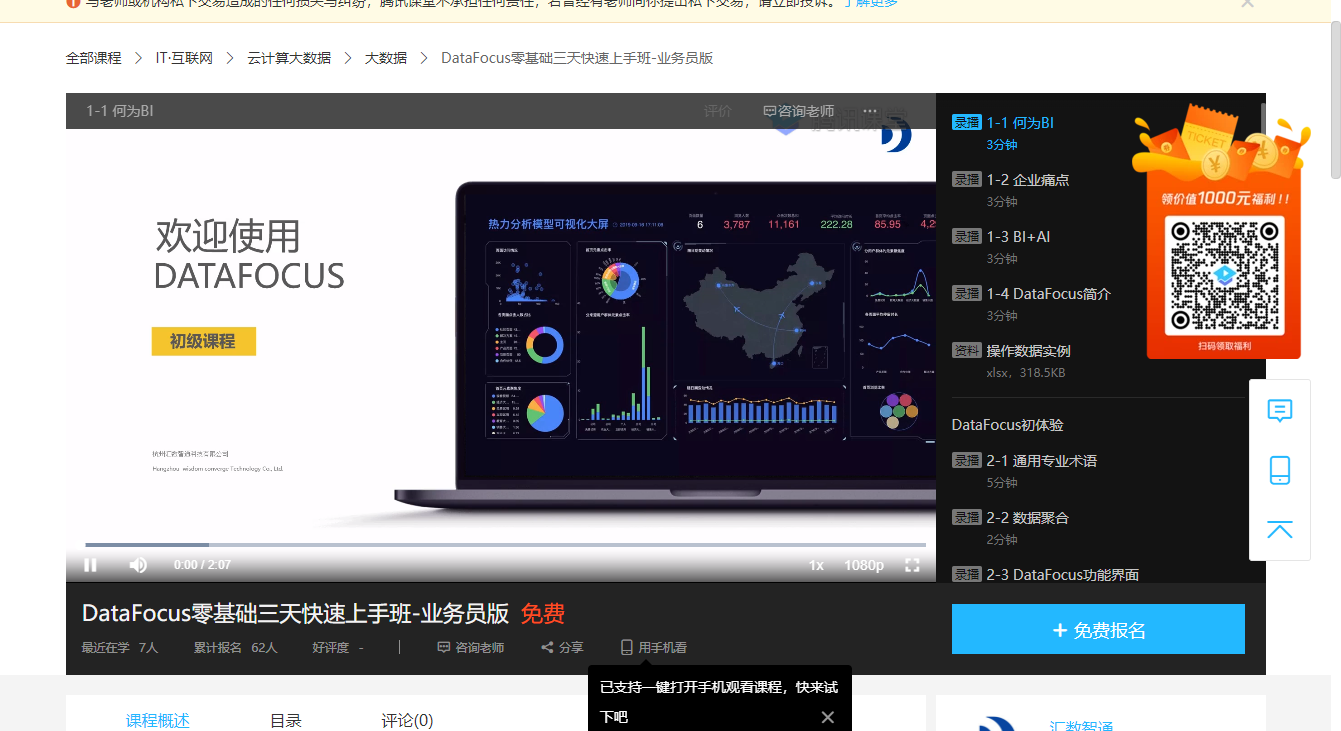 与老师或机构私下交易造成的任何损失与纠纷，腾讯课堂不承担任何责任，若曾经有老师向你提出私下交易，请立即投诉。了解更多
全部课程 > IT·互联网 > 云计算大数据 > 大数据 > DataFocus零基础三天快速上手班-业务员版
1-1 何为BI
评价
咨询老师
腾讯课堂
欢迎使用
DATAFOCUS
初级课程
热力分析模型可视化大屏
6
3,787
11,161
222.28
85.95
杭州汇数智通科技有限公司
Hangzhou wisdom converge Technology Co., Ltd.
0:00 / 2:07
1x
1080p
录播 1-1 何为BI
3分钟
录播 1-2 企业痛点
3分钟
录播 1-3 BI+AI
3分钟
录播 1-4 DataFocus简介
3分钟
资料 操作数据实例
xlsx，318.5KB
DataFocus初体验
录播 2-1 通用专业术语
5分钟
录播 2-2 数据聚合
2分钟
录播 2-3 DataFocus功能界面
TICKET
领价值1000元福利!!
扫码领取福利
DataFocus零基础三天快速上手班-业务员版 免费
最近在学 7人
累计报名 62人
好评度 -
咨询老师
分享
用手机看
+ 免费报名
已支持一键打开手机观看课程，快来试
下吧
课程概述
目录
评论(0)
汇数智通